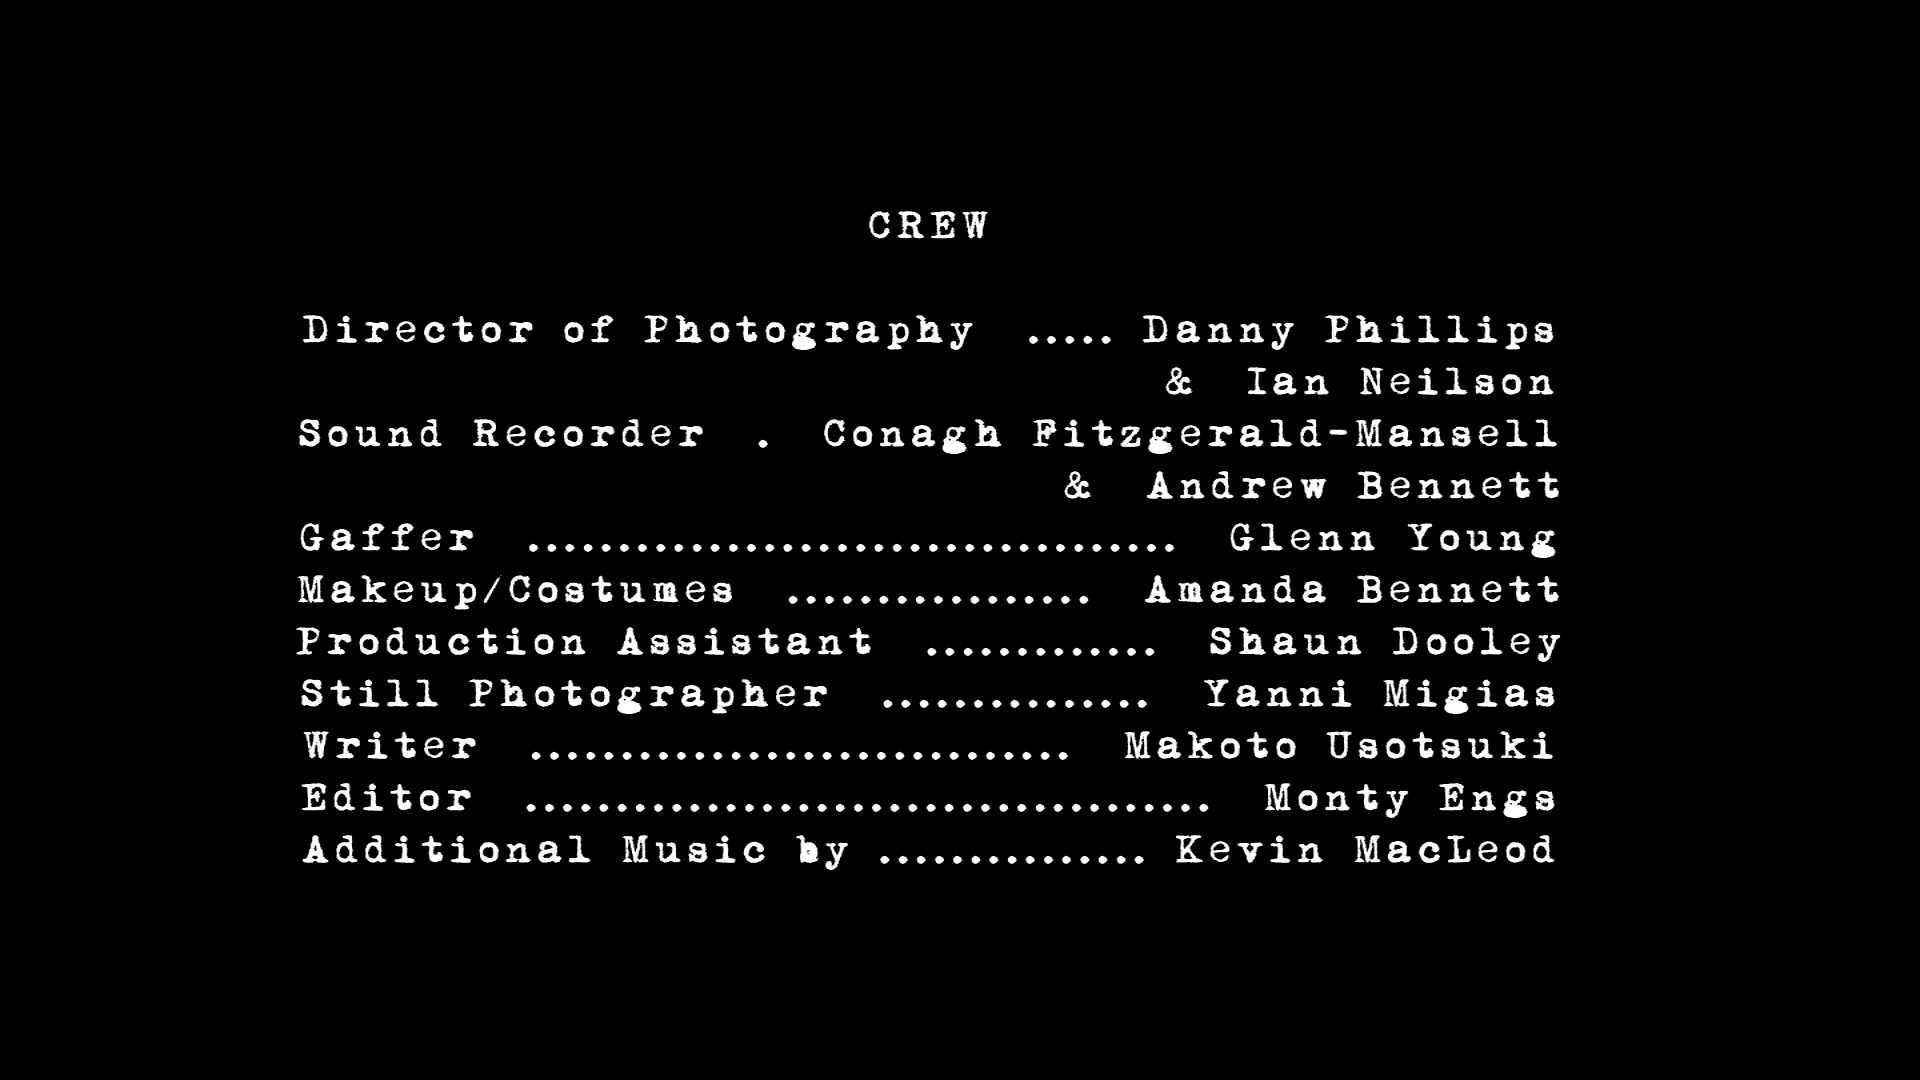 CREW
Director of Photography ..... Danny Phillips
& Ian Neilson
Sound Recorder . Conagh Fitzgerald-Mansell
& Andrew Bennett
Gaffer .................................... Glenn Young
Makeup/Costumes ................. Amanda Bennett
Production Assistant ............. Shaun Dooley
Still Photographer ............... Yanni Migias
Writer .............................. Makoto Usotsuki
Editor ...................................... Monty Engs
Additional Music by ............... Kevin MacLeod